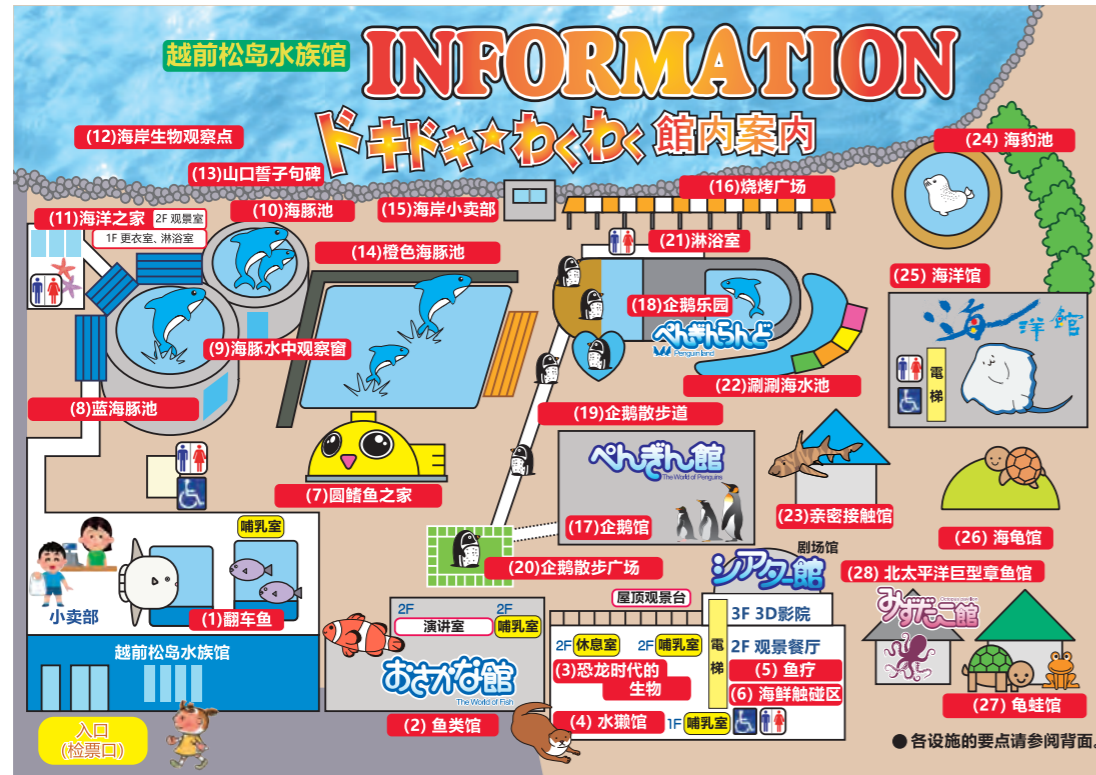 越前松岛水族馆
INFORMATION
ドキドキ★わくわく館内案内
(12)海岸生物观察点
(13)山口誓子句碑
(24) 海豹池
(16)烧烤广场
(11)海洋之家
2F 观景室
1F 更衣室、淋浴室
(10)海豚池
(15)海岸小卖部
(21)淋浴室
(14)橙色海豚池
(25) 海洋馆
海洋館
(18)企鹅乐园
ぺんぎんらんど
Penguin land
(9)海豚水中观察窗
電梯
(22)涮涮海水池
(8)蓝海豚池
(19)企鹅散步道
ぺんぎん館
The World of Penguins
(7)圆鳍鱼之家
(17)企鹅馆
(23)亲密接触馆
(26) 海龟馆
哺乳室
(20)企鹅散步广场
剧场馆
シアター館
(28) 北太平洋巨型章鱼馆
みずだこ館
Octopus pavilion
小卖部
(1)翻车鱼
屋顶观景台
2F
演讲室
2F
哺乳室
3F 3D影院
2F 休息室
2F 哺乳室
電梯
2F 观景餐厅
越前松岛水族馆
おさかな館
The World of Fish
(3)恐龙时代的
生物
(5) 鱼疗
(6) 海鲜触碰区
(2) 鱼类馆
(4) 水獭馆
1F 哺乳室
(27) 龟蛙馆
入口
(检票口)
● 各设施的要点请参阅背面。